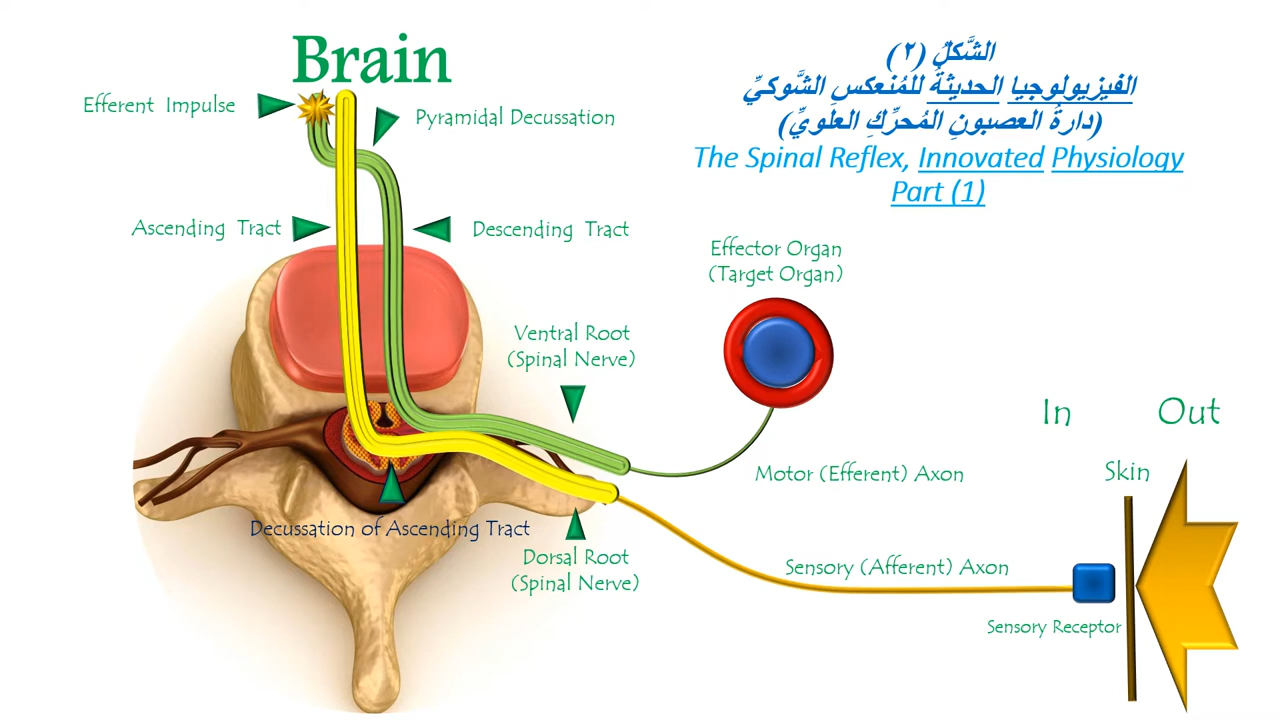 Brain
Efferent Impulse
Pyramidal Decussation
Ascending Tract
Descending Tract
الشَّكلُ (٢)
الفيزيولوجيا الحديثةُ للمُنعكسِ الشَّوكيِّ
(دارةُ العصبونِ المُحرِّكِ العلويِّ)
The Spinal Reflex, Innovated Physiology
Part (1)
Effector Organ
(Target Organ)
Ventral Root
(Spinal Nerve)
In
Out
Motor (Efferent) Axon
Skin
Decussation of Ascending Tract
Dorsal Root
(Spinal Nerve)
Sensory (Afferent) Axon
Sensory Receptor